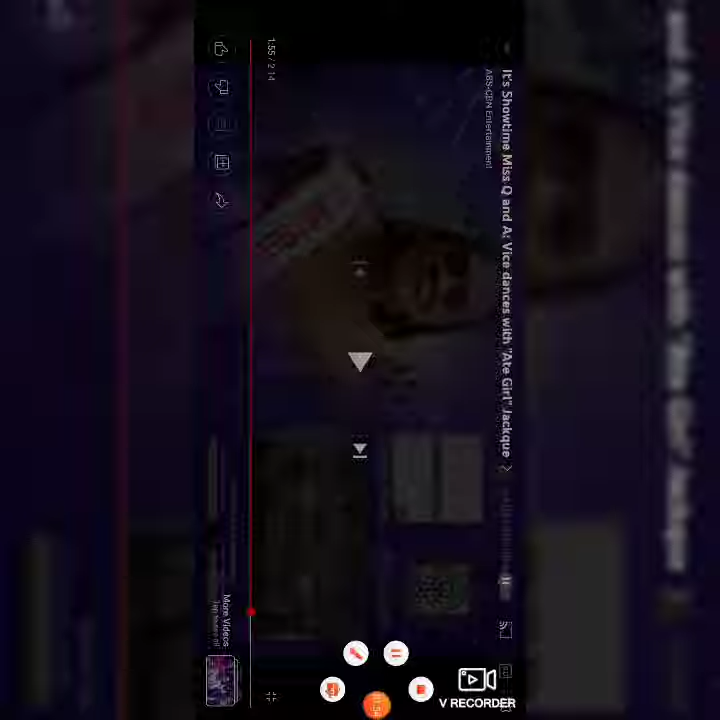 It's Showtime Miss Q and A: Vice dances with "Ate Girl" Jackque
ABS-CBN Entertainment
1:55 / 2:14
More Videos
V RECORDER